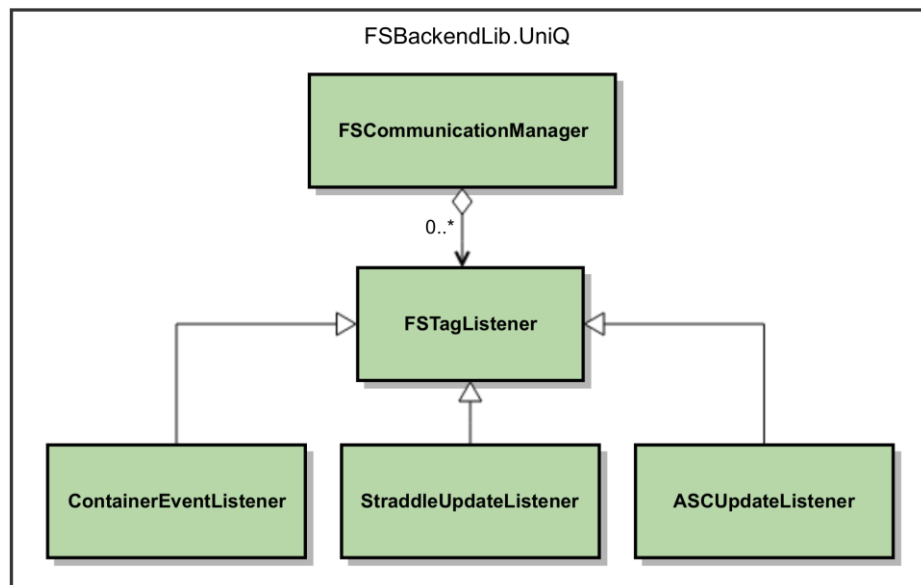 FSBackendLib.UniQ
FSCommunicationManager
0..*
FSTagListener
ContainerEventListener
StraddleUpdateListener
ASCUpdateListener